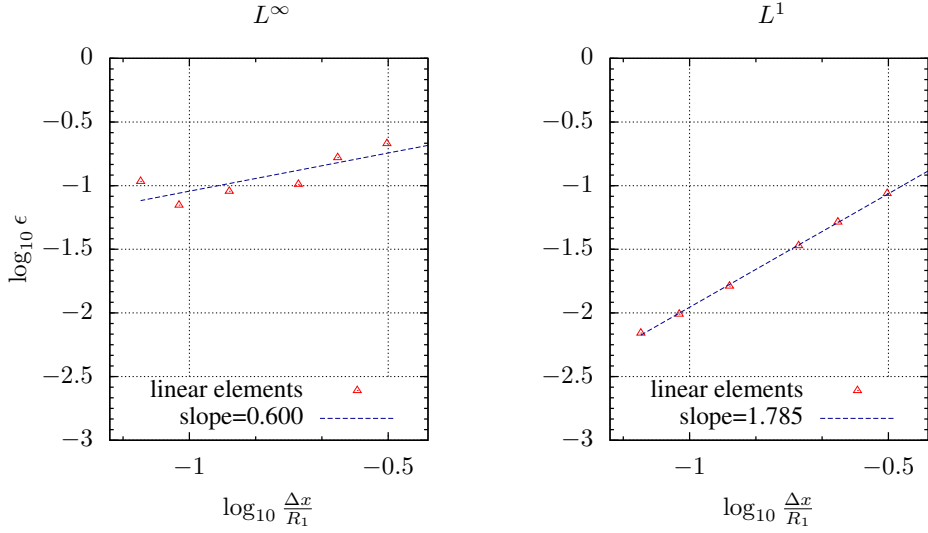 L^∞
0
−0.5
−1
−1.5
−2
−2.5
−3
log₁₀ ϵ
linear elements
slope=0.600
−1
−0.5
log₁₀ Δx/R₁
L^1
0
−0.5
−1
−1.5
−2
−2.5
−3
linear elements
slope=1.785
−1
−0.5
log₁₀ Δx/R₁